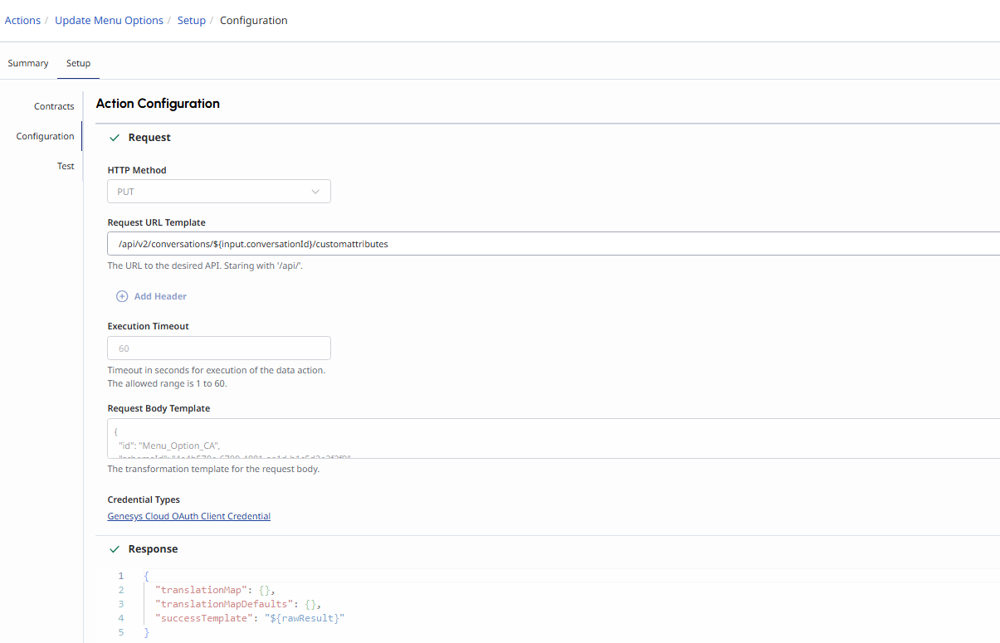 Actions / Update Menu Options / Setup / Configuration
Summary Setup
Contracts
Configuration
Test
Action Configuration
Request
HTTP Method
PUT
Request URL Template
/api/v2/conversations/${input.conversationId}/customattributes
The URL to the desired API. Staring with '/api/'.
Add Header
Execution Timeout
60
Timeout in seconds for execution of the data action.
The allowed range is 1 to 60.
Request Body Template
{
"id": "Menu_Option_CA",
The transformation template for the request body.
Credential Types
Genesys Cloud OAuth Client Credential
Response
1 {
2 "translationMap": {},
3 "translationMapDefaults": {},
4 "successTemplate": "${rawResult}"
5 }